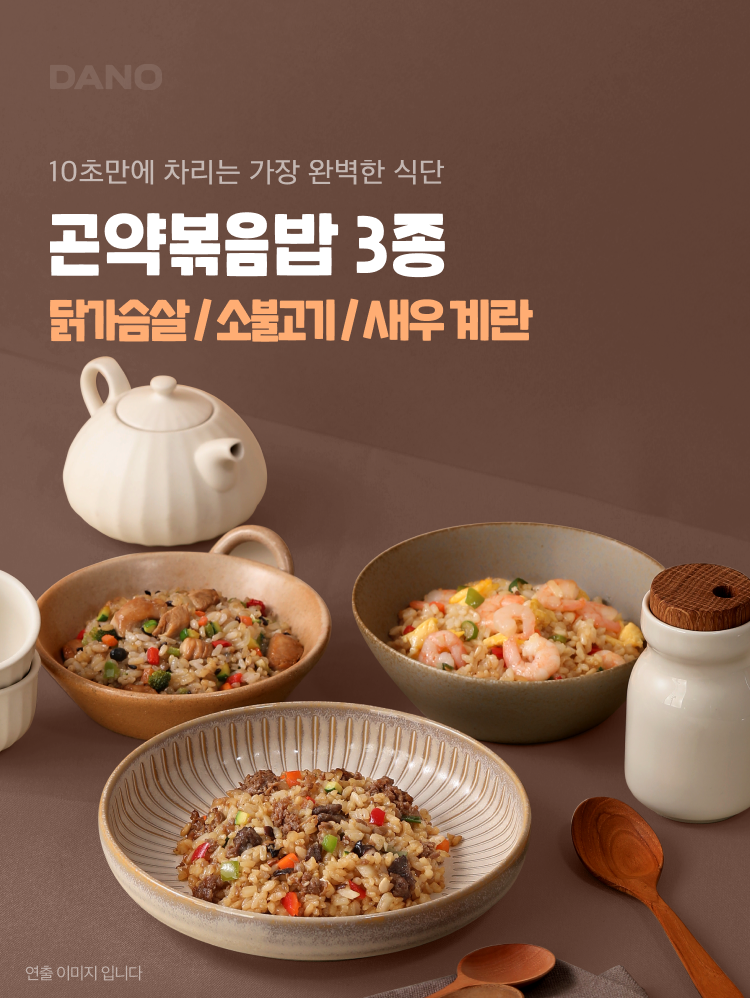 DANO
10초만에 차리는 가장 완벽한 식단
곤약볶음밥 3종
닭가슴살 / 소불고기 / 새우 계란
연출 이미지 입니다